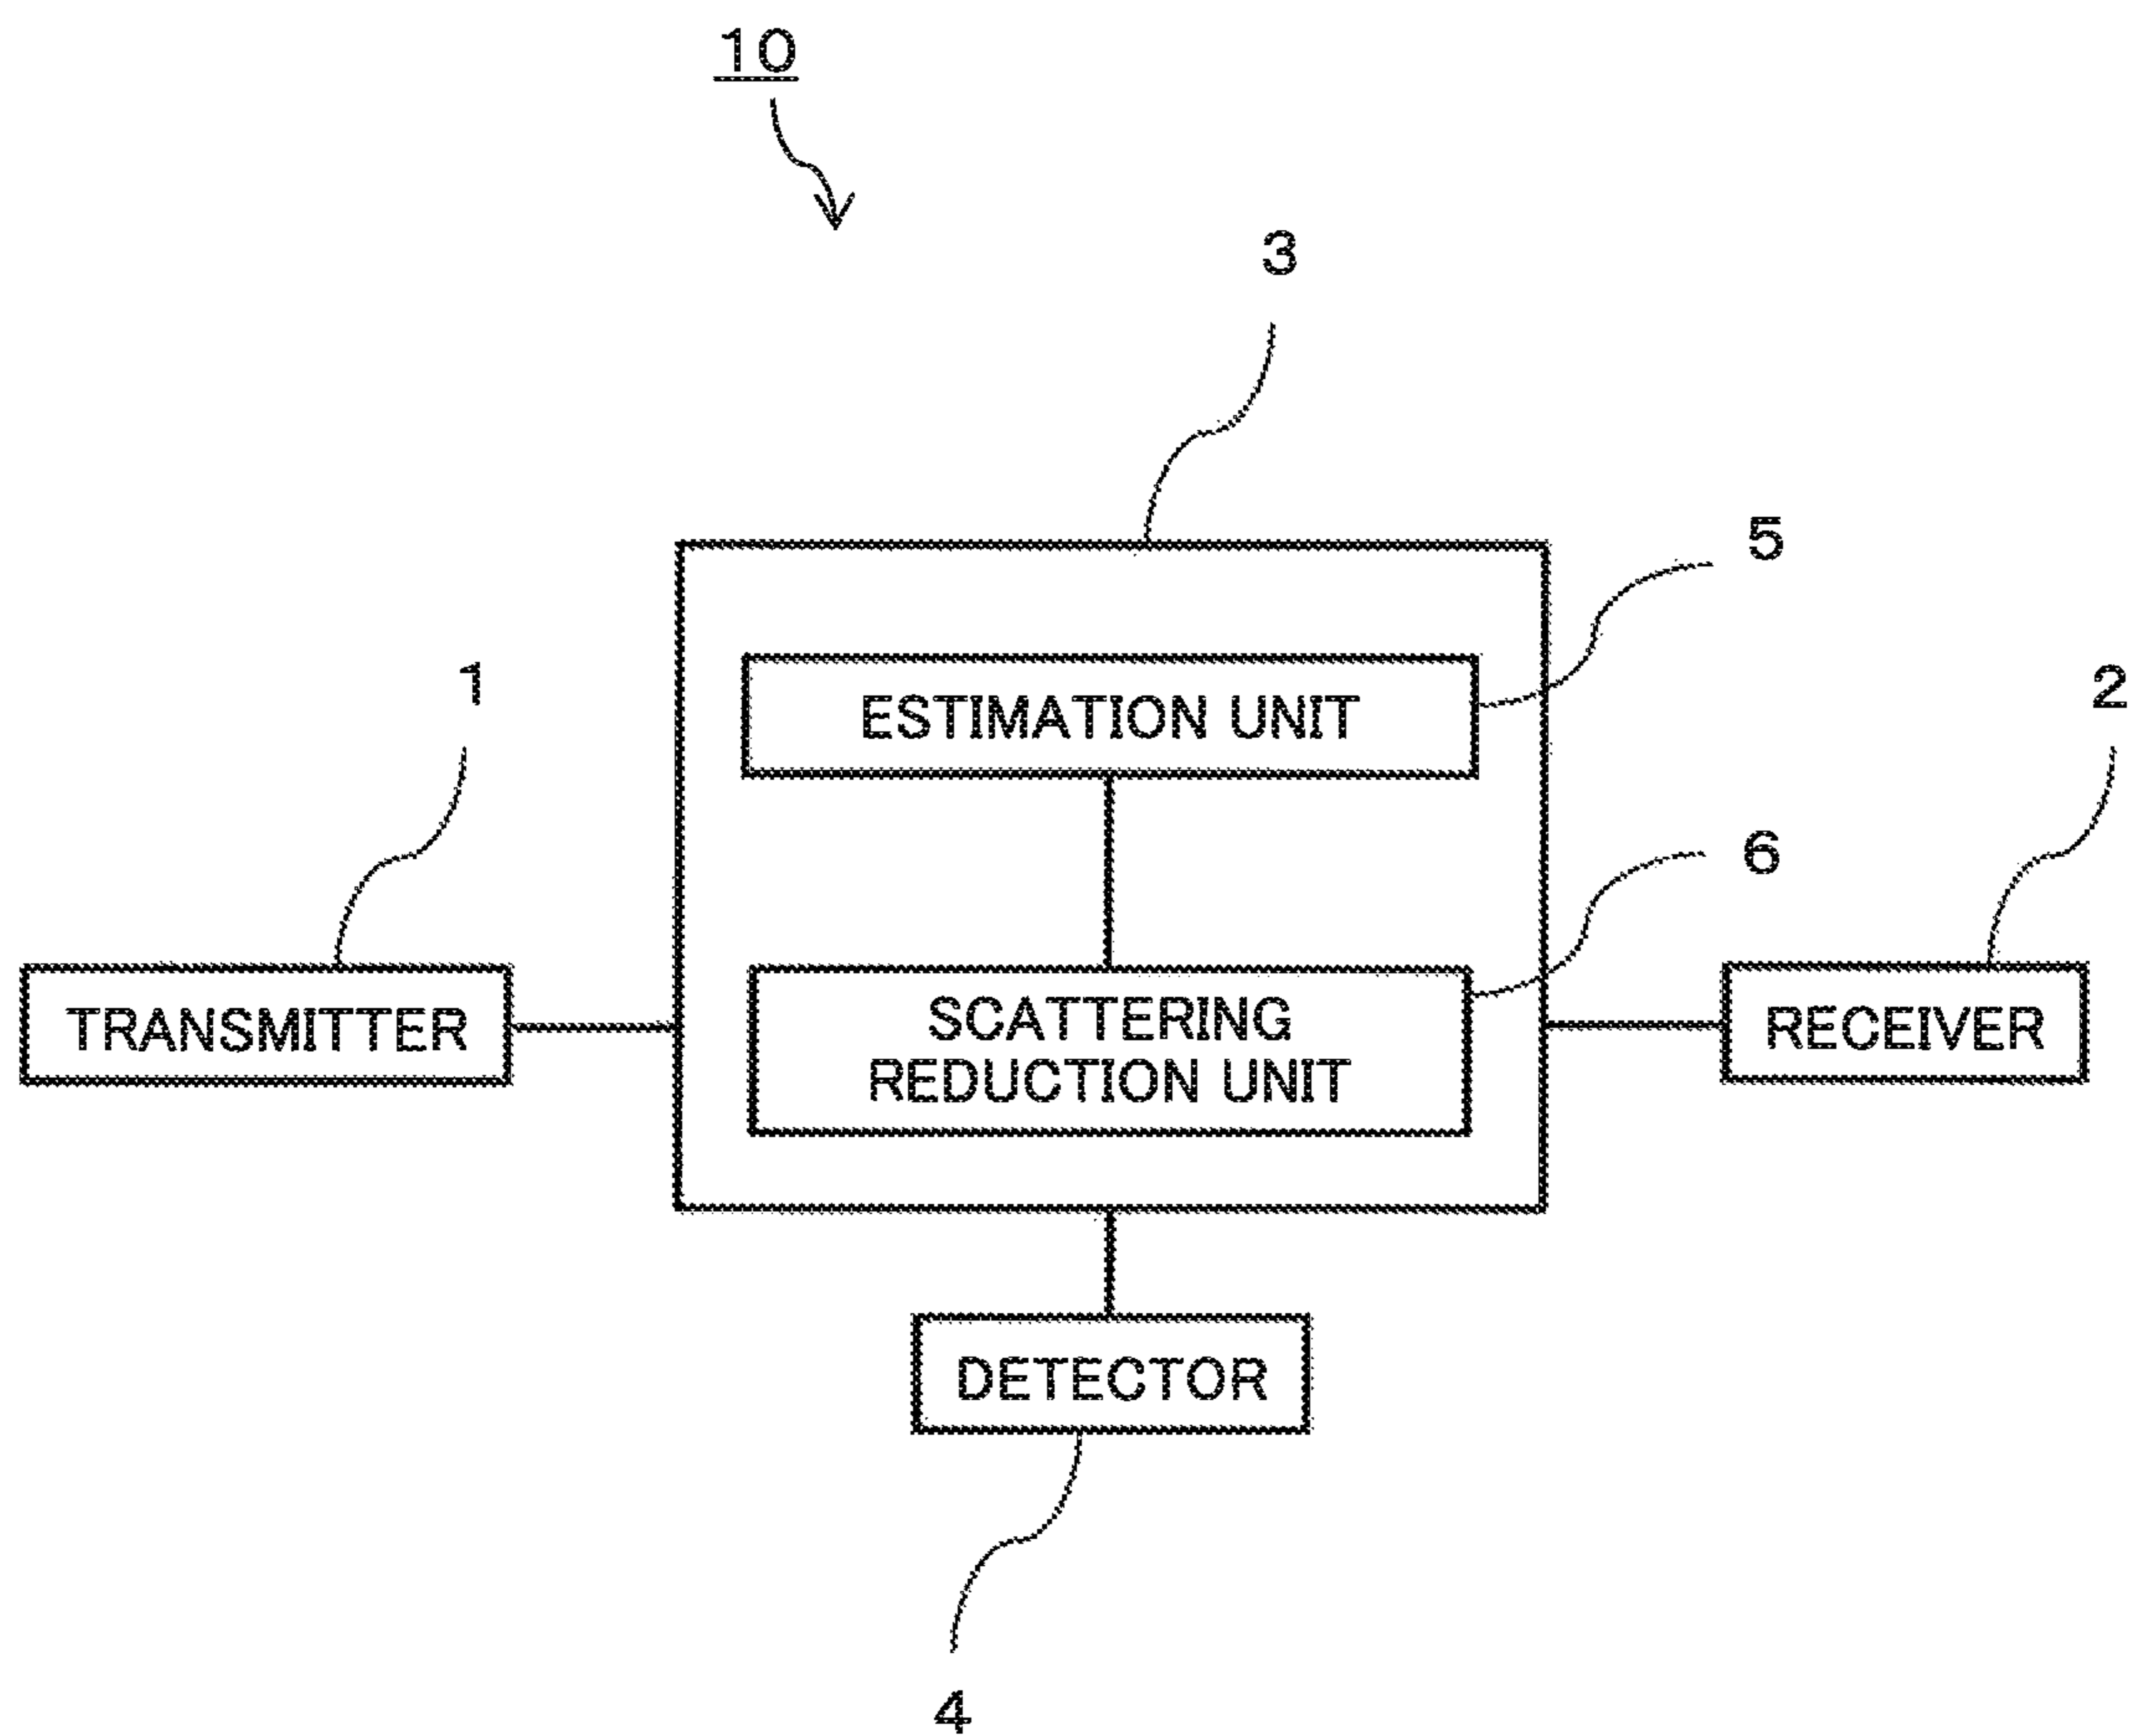 10
3
5
ESTIMATION UNIT
1
2
6
TRANSMITTER
SCATTERING
REDUCTION UNIT
RECEIVER
DETECTOR
4